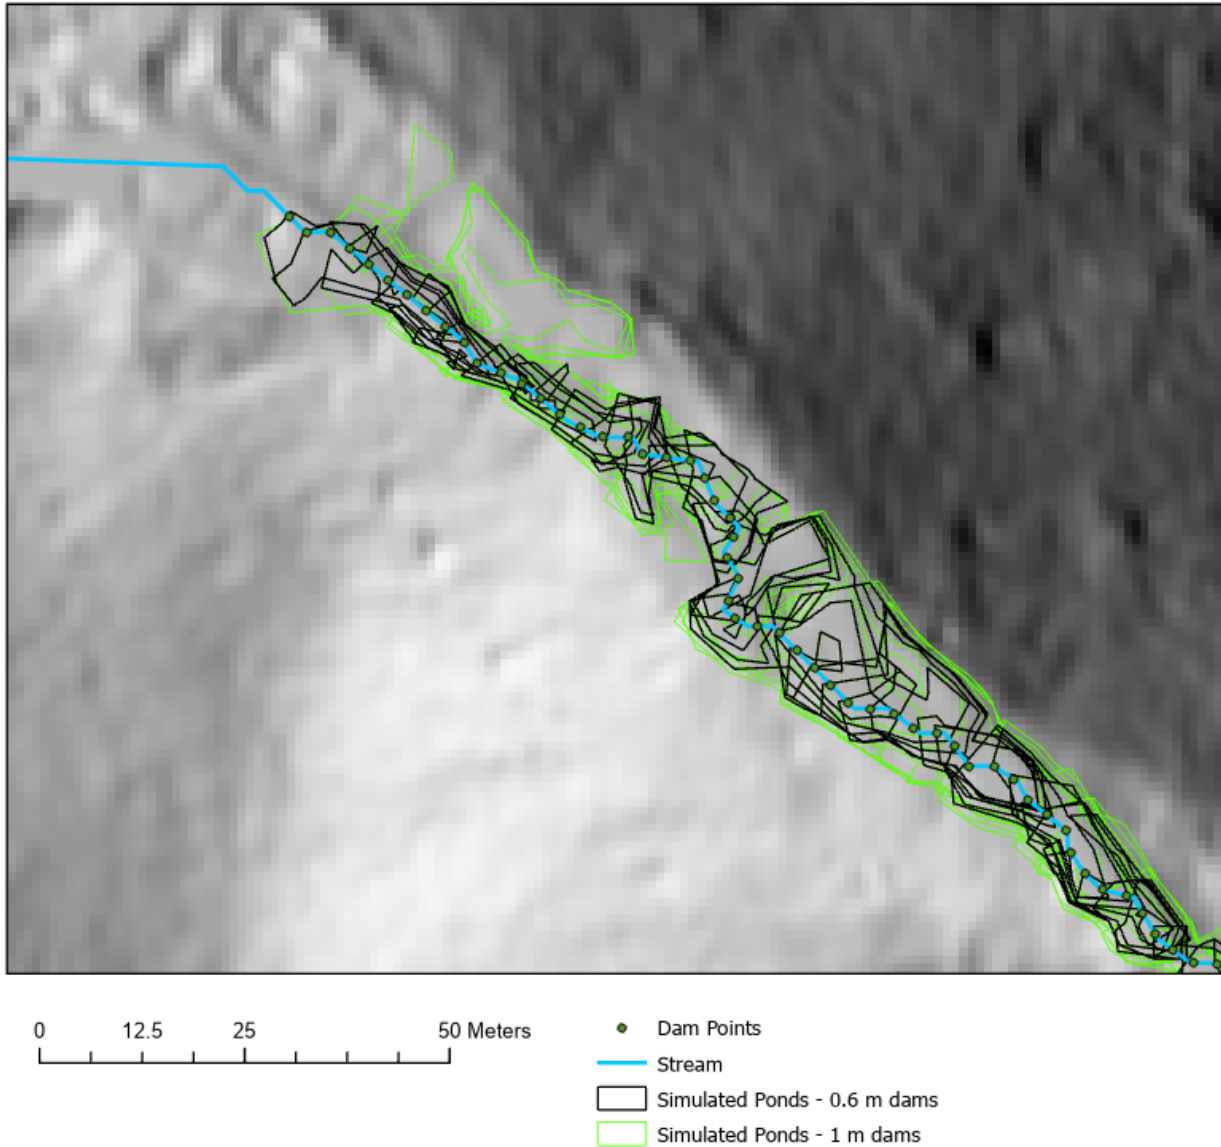 0 12.5 25 50 Meters
Dam Points
Stream
Simulated Ponds - 0.6 m dams
Simulated Ponds - 1 m dams